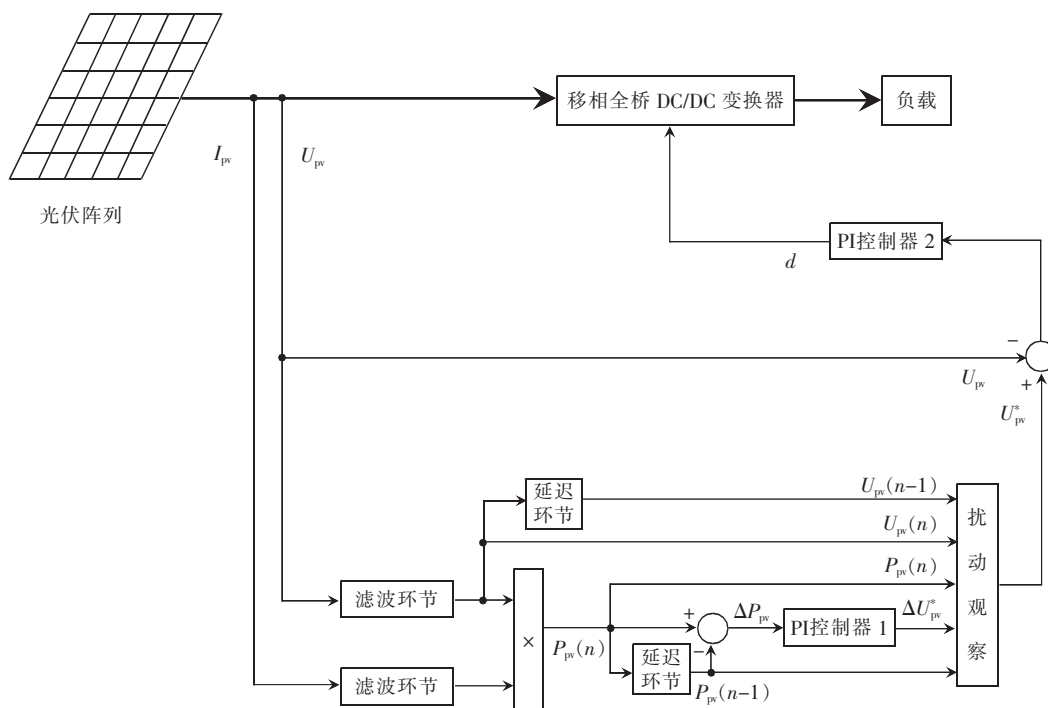 移相全桥 DC/DC 变换器
负载
I_pv
U_pv
光伏阵列
PI控制器 2
d
−
U_pv
+
U*_pv
延迟
环节
U_pv(n−1)
U_pv(n)
扰
动
观
察
P_pv(n)
滤波环节
×
P_pv(n)
+
−
ΔP_pv
PI控制器 1
ΔU*_pv
延迟
环节
P_pv(n−1)
滤波环节